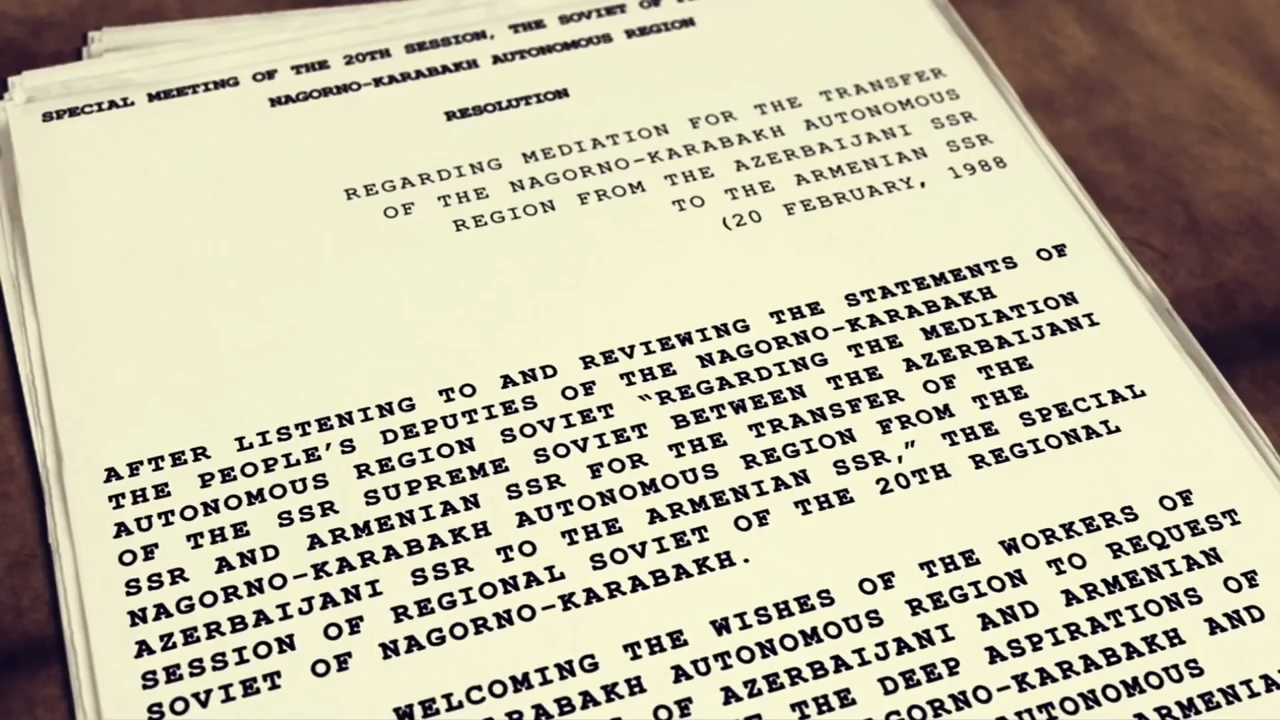 SPECIAL MEETING OF THE 20TH SESSION, THE SOVIET OF
NAGORNO-KARABAKH AUTONOMOUS REGION
RESOLUTION
REGARDING MEDIATION FOR THE TRANSFER
OF THE NAGORNO-KARABAKH AUTONOMOUS
REGION FROM THE AZERBAIJANI SSR
TO THE ARMENIAN SSR
(20 FEBRUARY, 1988
AFTER LISTENING TO AND REVIEWING THE STATEMENTS OF
THE PEOPLE'S DEPUTIES OF THE NAGORNO-KARABAKH
AUTONOMOUS REGION SOVIET “REGARDING THE MEDIATION
OF THE SSR SUPREME SOVIET BETWEEN THE AZERBAIJANI
SSR AND ARMENIAN SSR FOR THE TRANSFER OF THE
NAGORNO-KARABAKH AUTONOMOUS REGION FROM THE
AZERBAIJANI SSR TO THE ARMENIAN SSR,” THE SPECIAL
SESSION OF REGIONAL SOVIET OF THE 20TH REGIONAL
SOVIET OF NAGORNO-KARABAKH.
WELCOMING THE WISHES OF THE WORKERS OF
RABAKH AUTONOMOUS REGION TO REQUEST
OF AZERBAIJANI AND ARMENIAN
THE DEEP ASPIRATIONS OF
GORNO-KARABAKH AND
AUTONOMOUS
ARMENIA